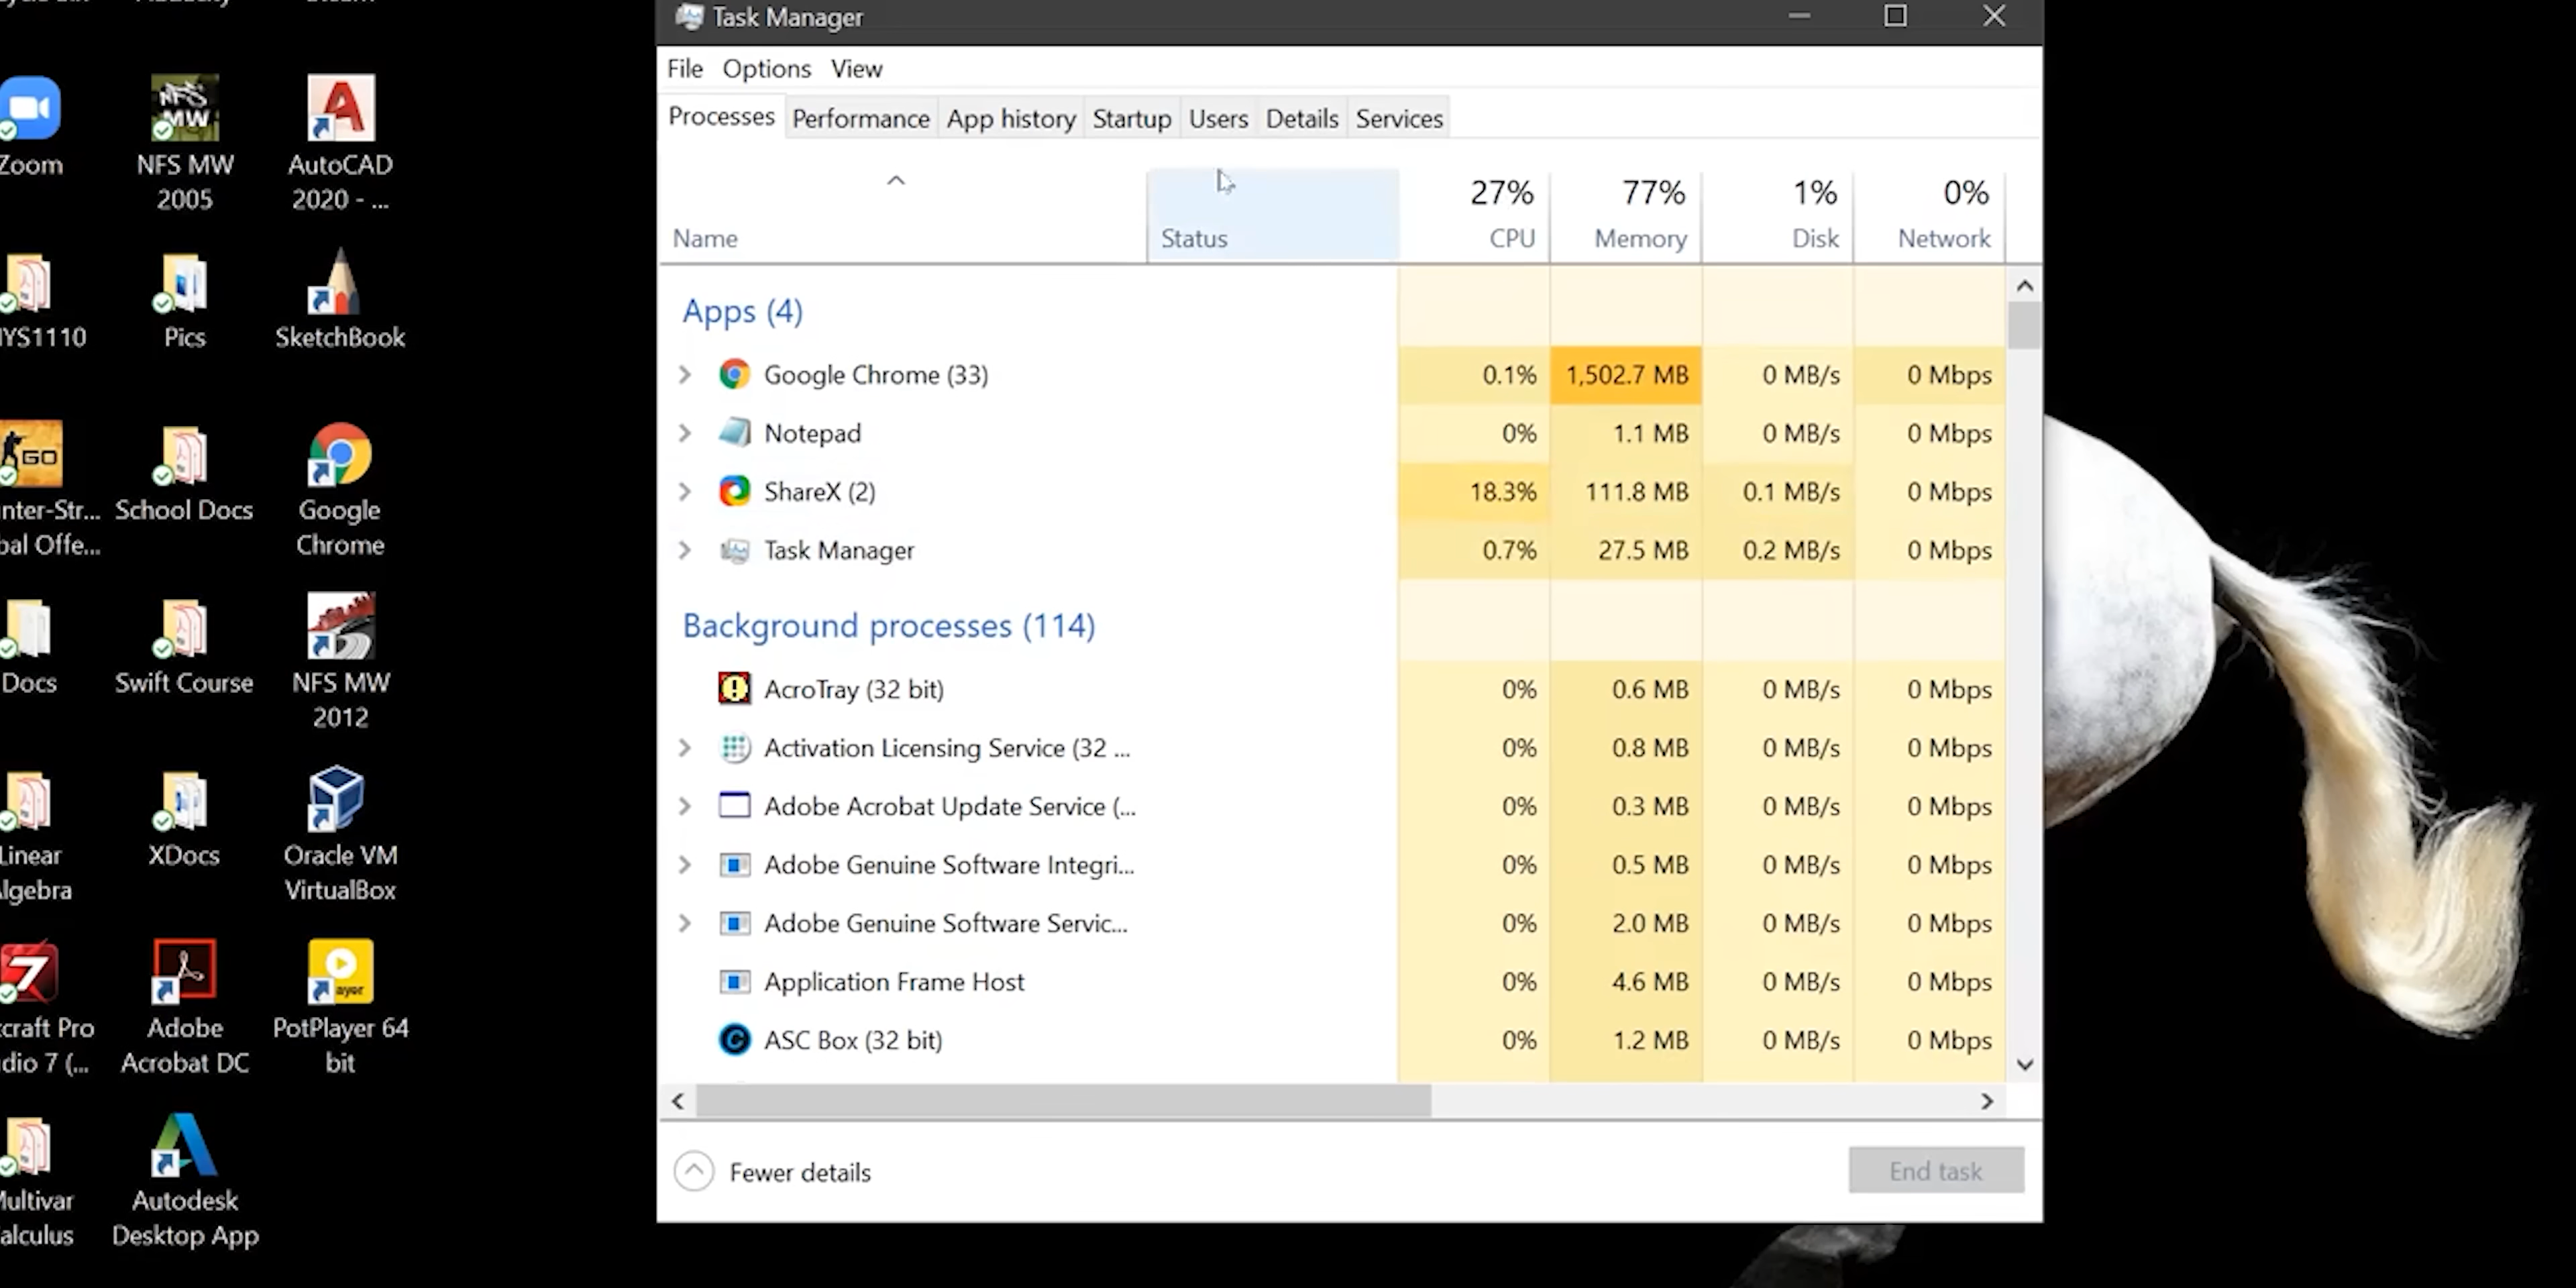 Task Manager
File Options View
Processes Performance App history Startup Users Details Services
27% 77% 1% 0%
Name Status CPU Memory Disk Network
Apps (4)
Google Chrome (33) 0.1% 1,502.7 MB 0 MB/s 0 Mbps
Notepad 0% 1.1 MB 0 MB/s 0 Mbps
ShareX (2) 18.3% 111.8 MB 0.1 MB/s 0 Mbps
Task Manager 0.7% 27.5 MB 0.2 MB/s 0 Mbps
Background processes (114)
AcroTray (32 bit) 0% 0.6 MB 0 MB/s 0 Mbps
Activation Licensing Service (32 ... 0% 0.8 MB 0 MB/s 0 Mbps
Adobe Acrobat Update Service (... 0% 0.3 MB 0 MB/s 0 Mbps
Adobe Genuine Software Integri... 0% 0.5 MB 0 MB/s 0 Mbps
Adobe Genuine Software Servic... 0% 2.0 MB 0 MB/s 0 Mbps
Application Frame Host 0% 4.6 MB 0 MB/s 0 Mbps
ASC Box (32 bit) 0% 1.2 MB 0 MB/s 0 Mbps
Fewer details
End task
Zoom
NFS MW
2005
AutoCAD
2020 - ...
YS1110
Pics
SketchBook
GO
nter-Str...
bal Offe...
School Docs
Google
Chrome
Docs
Swift Course
NFS MW
2012
Linear
lgebra
XDocs
Oracle VM
VirtualBox
7
craft Pro
dio 7 (...
Adobe
Acrobat DC
ayer
PotPlayer 64
bit
Multivar
alculus
Autodesk
Desktop App